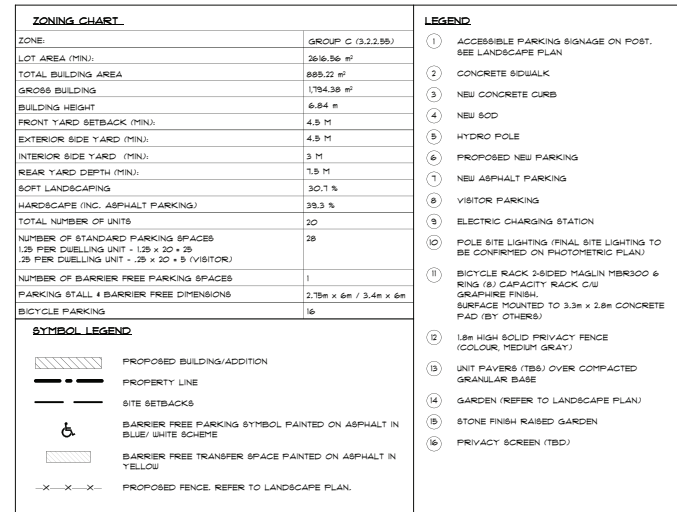 ZONING CHART
ZONE: GROUP C (3.2.2.55)
LOT AREA (MIN): 2616.56 m²
TOTAL BUILDING AREA 885.22 m²
GROSS BUILDING 1,794.38 m²
BUILDING HEIGHT 6.84 m
FRONT YARD SETBACK (MIN): 4.5 M
EXTERIOR SIDE YARD (MIN): 4.5 M
INTERIOR SIDE YARD (MIN): 3 M
REAR YARD DEPTH (MIN): 7.5 M
SOFT LANDSCAPING 30.7 %
HARDSCAPE (INC. ASPHALT PARKING) 39.3 %
TOTAL NUMBER OF UNITS 20
NUMBER OF STANDARD PARKING SPACES 28
1.25 PER DWELLING UNIT - 1.25 x 20 = 25
.25 PER DWELLING UNIT - .25 x 20 = 5 (VISITOR)
NUMBER OF BARRIER FREE PARKING SPACES 1
PARKING STALL & BARRIER FREE DIMENSIONS 2.75m x 6m / 3.4m x 6m
BICYCLE PARKING 16
SYMBOL LEGEND
PROPOSED BUILDING/ADDITION
PROPERTY LINE
SITE SETBACKS
BARRIER FREE PARKING SYMBOL PAINTED ON ASPHALT IN
BLUE/ WHITE SCHEME
BARRIER FREE TRANSFER SPACE PAINTED ON ASPHALT IN
YELLOW
PROPOSED FENCE. REFER TO LANDSCAPE PLAN.
LEGEND
1 ACCESSIBLE PARKING SIGNAGE ON POST.
SEE LANDSCAPE PLAN
2 CONCRETE SIDWALK
3 NEW CONCRETE CURB
4 NEW SOD
5 HYDRO POLE
6 PROPOSED NEW PARKING
7 NEW ASPHALT PARKING
8 VISITOR PARKING
9 ELECTRIC CHARGING STATION
10 POLE SITE LIGHTING (FINAL SITE LIGHTING TO
BE CONFIRMED ON PHOTOMETRIC PLAN)
11 BICYCLE RACK 2-SIDED MAGLIN MBR300 6
RING (8) CAPACITY RACK C/W
GRAPHIRE FINISH.
SURFACE MOUNTED TO 3.3m x 2.8m CONCRETE
PAD (BY OTHERS)
12 1.8m HIGH SOLID PRIVACY FENCE
(COLOUR, MEDIUM GRAY)
13 UNIT PAVERS (TBS) OVER COMPACTED
GRANULAR BASE
14 GARDEN (REFER TO LANDSCAPE PLAN)
15 STONE FINISH RAISED GARDEN
16 PRIVACY SCREEN (TBD)